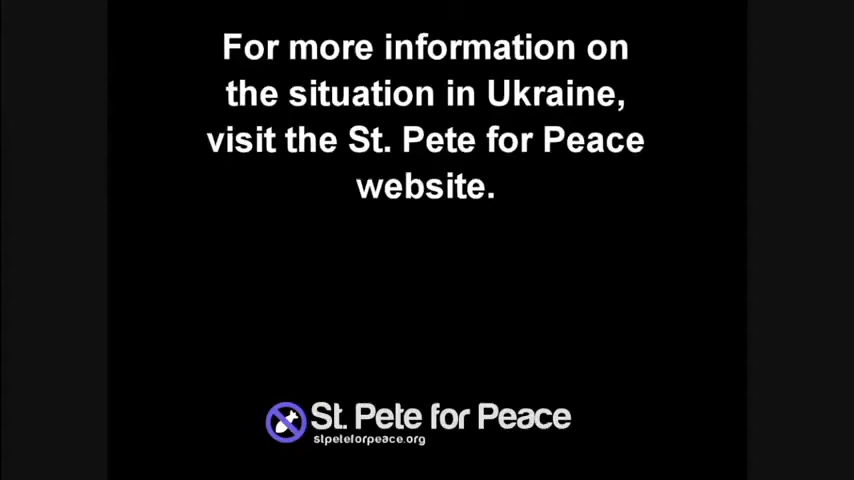 For more information on
the situation in Ukraine,
visit the St. Pete for Peace
website.
St. Pete for Peace
stpeteforpeace.org